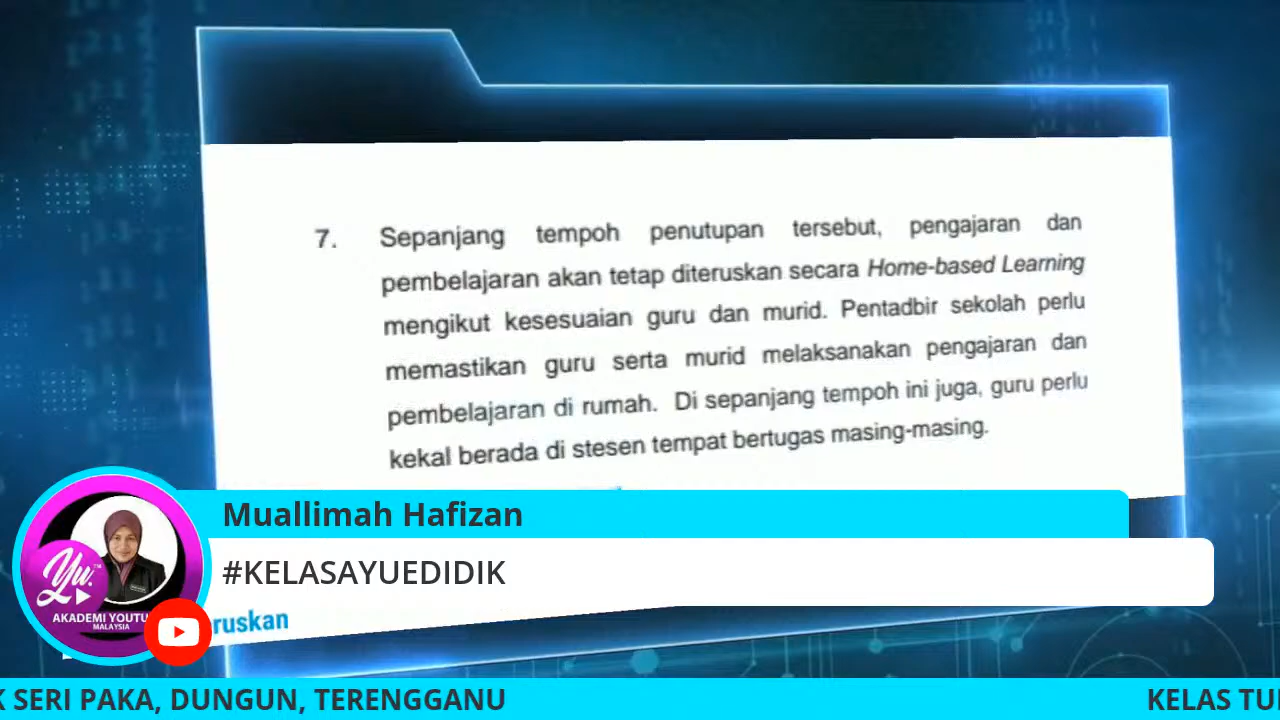 7. Sepanjang tempoh penutupan tersebut, pengajaran dan
pembelajaran akan tetap diteruskan secara Home-based Learning
mengikut kesesuaian guru dan murid. Pentadbir sekolah perlu
memastikan guru serta murid melaksanakan pengajaran dan
pembelajaran di rumah. Di sepanjang tempoh ini juga, guru perlu
kekal berada di stesen tempat bertugas masing-masing.
Muallimah Hafizan
#KELASAYUEDIDIK
Yu.
AKADEMI YOUTU
MALAYSIA
ruskan
K SERI PAKA, DUNGUN, TERENGGANU
KELAS TU